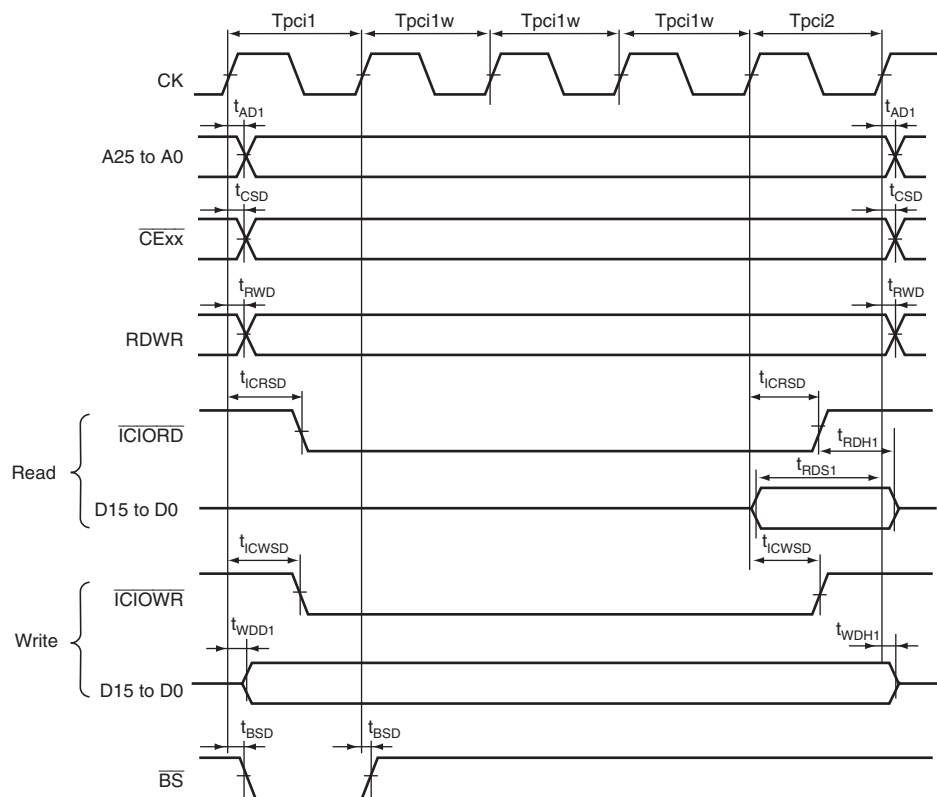 Tpci1 Tpci1w Tpci1w Tpci1w Tpci2
CK
tAD1 tAD1
A25 to A0
tCSD tCSD
CExx
tRWD tRWD
RDWR
tICRSD tICRSD
ICIORD
tRDH1
Read
tRDS1
D15 to D0
tICWSD tICWSD
ICIOWR
Write
tWDD1 tWDH1
D15 to D0
tBSD tBSD
BS